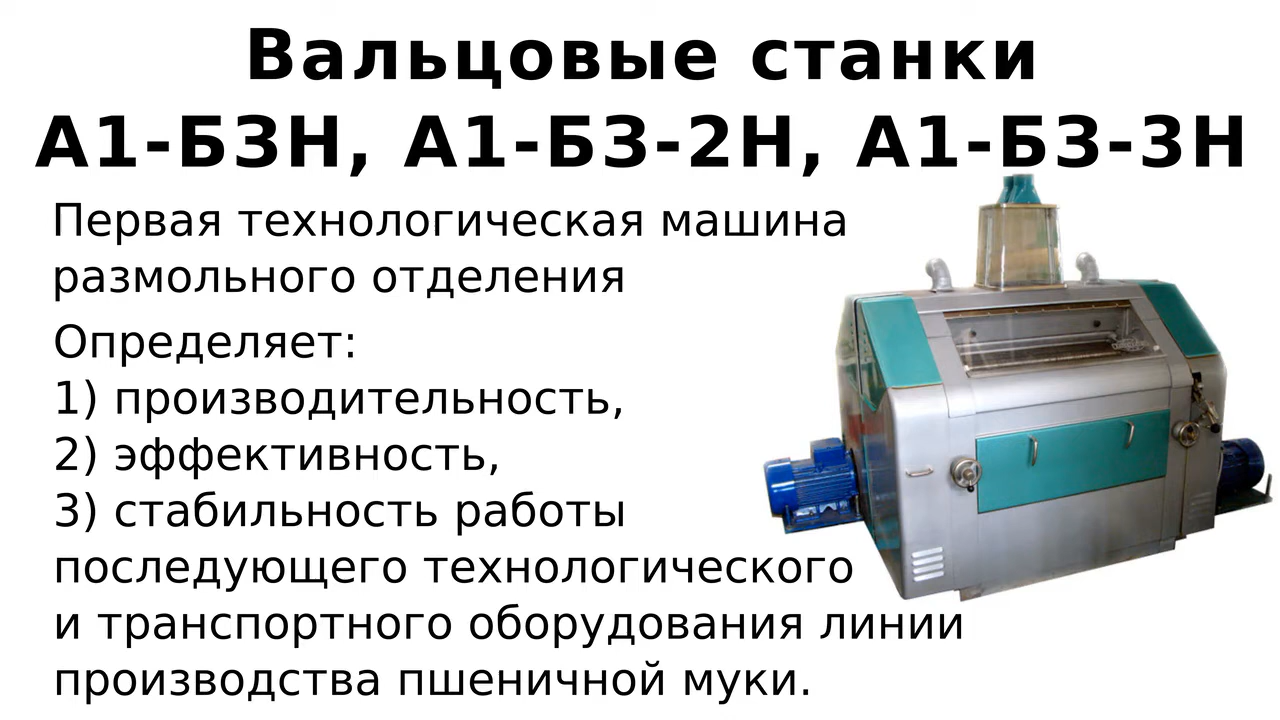 Вальцовые станки
А1-БЗН, А1-БЗ-2Н, А1-БЗ-3Н
Первая технологическая машина
размольного отделения
Определяет:
1) производительность,
2) эффективность,
3) стабильность работы
последующего технологического
и транспортного оборудования линии
производства пшеничной муки.